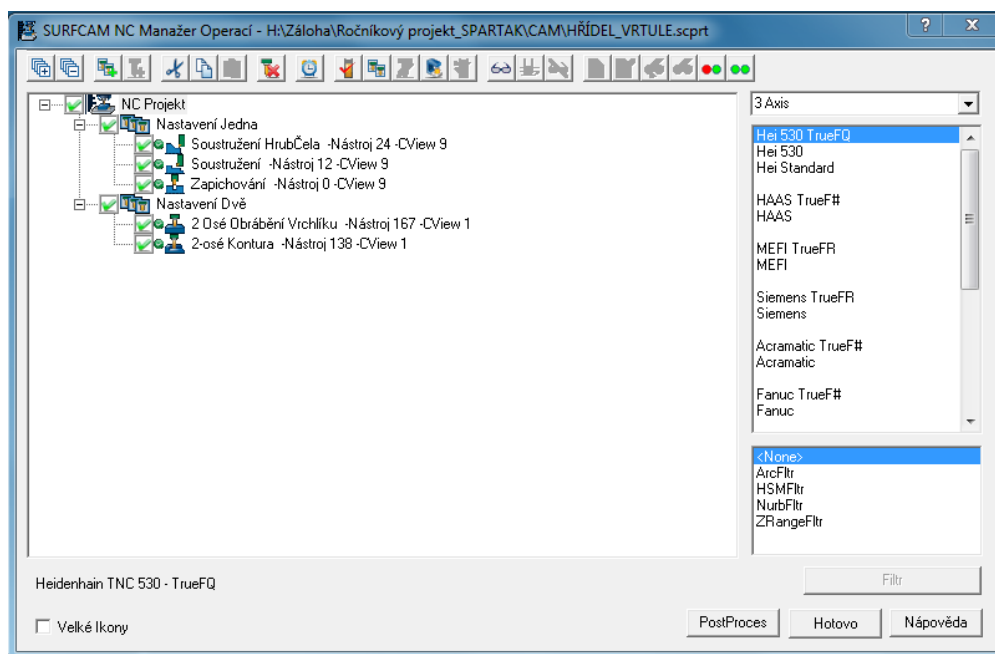 SURFCAM NC Manažer Operací - H:\Záloha\Ročníkový projekt_SPARTAK\CAM\HŘÍDEL_VRTULE.scprt
NC Projekt
Nastavení Jedna
Soustružení HrubČela -Nástroj 24 -CView 9
Soustružení -Nástroj 12 -CView 9
Zapichování -Nástroj 0 -CView 9
Nastavení Dvě
2 Osé Obrábění Vrchlíku -Nástroj 167 -CView 1
2-osé Kontura -Nástroj 138 -CView 1
3 Axis
Hei 530 TrueFQ
Hei 530
Hei Standard
HAAS TrueF#
HAAS
MEFI TrueFR
MEFI
Siemens TrueFR
Siemens
Acramatic TrueF#
Acramatic
Fanuc TrueF#
Fanuc
<None>
ArcFltr
HSMFltr
NurbFltr
ZRangeFltr
Heidenhain TNC 530 - TrueFQ
Filtr
Velké Ikony
PostProces
Hotovo
Nápověda